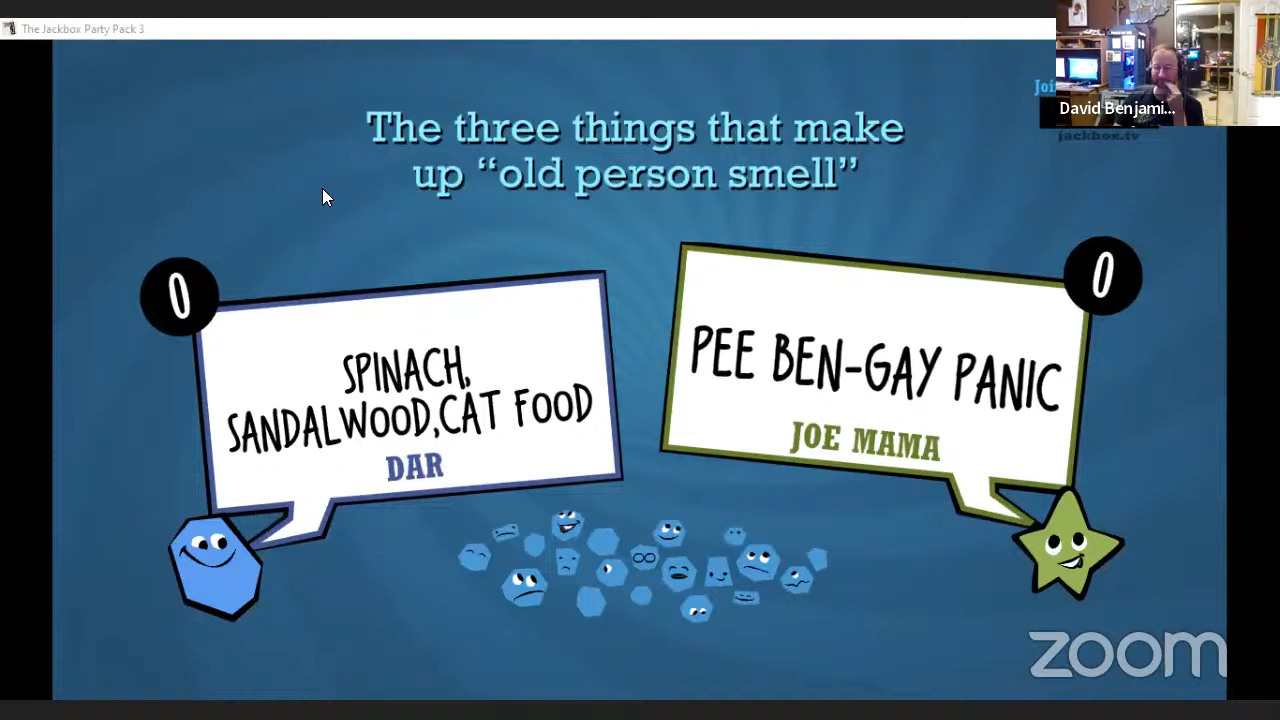 The Jackbox Party Pack 3
Joi
David Benjami...
jackbox.tv
The three things that make
up “old person smell”
0
0
SPINACH,
SANDALWOOD,CAT FOOD
DAR
PEE BEN-GAY PANIC
JOE MAMA
zoom